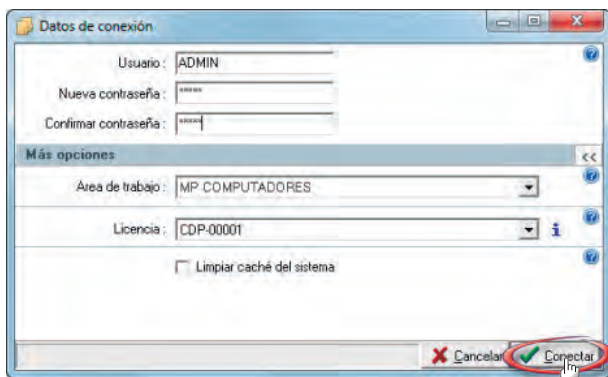 Datos de conexión
Usuario : ADMIN
Nueva contraseña : *****
Confirmar contraseña : *****
Más opciones <<
Area de trabajo : MP COMPUTADORES
Licencia : CDP-00001
Limpiar caché del sistema
Cancelar Conectar